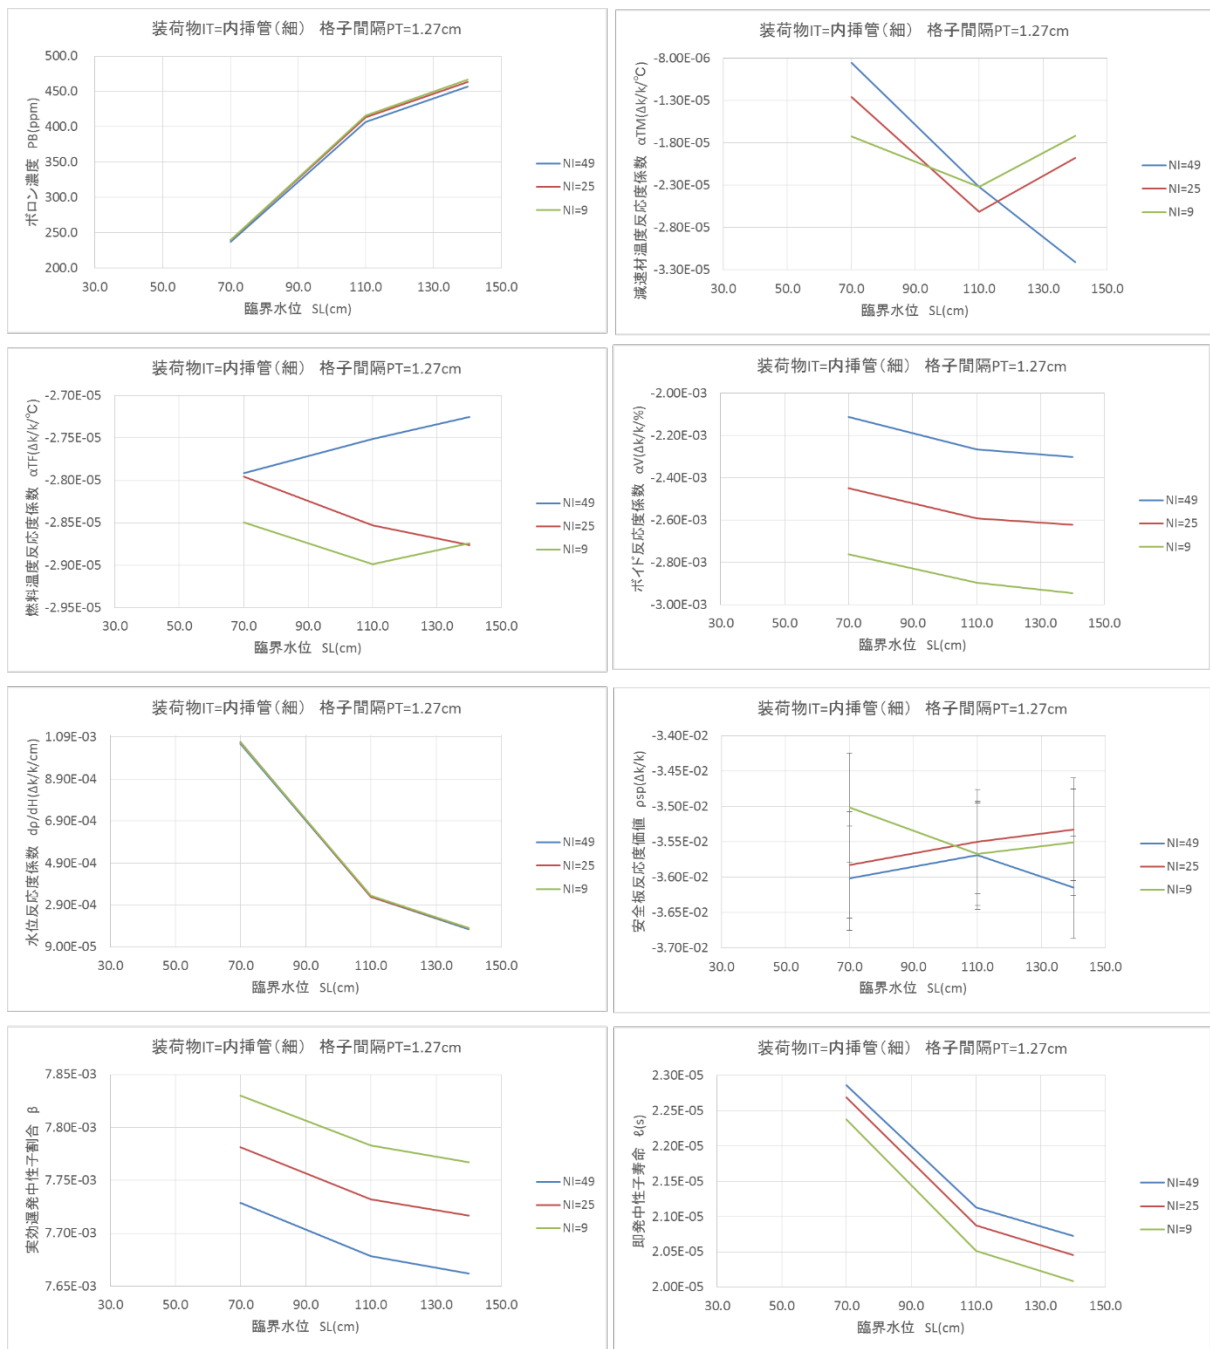 装荷物IT=内挿管(細) 格子間隔PT=1.27cm
ボロン濃度 PB(ppm)
500.0
450.0
400.0
350.0
300.0
250.0
200.0
30.0 50.0 70.0 90.0 110.0 130.0 150.0
臨界水位 SL(cm)
NI=49
NI=25
NI=9
装荷物IT=内挿管(細) 格子間隔PT=1.27cm
減速材温度反応度係数 αTM(Δk/k/℃)
-8.00E-06
-1.30E-05
-1.80E-05
-2.30E-05
-2.80E-05
-3.30E-05
30.0 50.0 70.0 90.0 110.0 130.0 150.0
臨界水位 SL(cm)
NI=49
NI=25
NI=9
装荷物IT=内挿管(細) 格子間隔PT=1.27cm
燃料温度反応度係数 αTF(Δk/k/℃)
-2.70E-05
-2.75E-05
-2.80E-05
-2.85E-05
-2.90E-05
-2.95E-05
30.0 50.0 70.0 90.0 110.0 130.0 150.0
臨界水位 SL(cm)
NI=49
NI=25
NI=9
装荷物IT=内挿管(細) 格子間隔PT=1.27cm
ボイド反応度係数 αV(Δk/k/%)
-2.00E-03
-2.20E-03
-2.40E-03
-2.60E-03
-2.80E-03
-3.00E-03
30.0 50.0 70.0 90.0 110.0 130.0 150.0
臨界水位 SL(cm)
NI=49
NI=25
NI=9
装荷物IT=内挿管(細) 格子間隔PT=1.27cm
水位反応度係数 dρ/dH(Δk/k/cm)
1.09E-03
8.90E-04
6.90E-04
4.90E-04
2.90E-04
9.00E-05
30.0 50.0 70.0 90.0 110.0 130.0 150.0
臨界水位 SL(cm)
NI=49
NI=25
NI=9
装荷物IT=内挿管(細) 格子間隔PT=1.27cm
安全板反応度価値 ρsp(Δk/k)
-3.40E-02
-3.45E-02
-3.50E-02
-3.55E-02
-3.60E-02
-3.65E-02
-3.70E-02
30.0 50.0 70.0 90.0 110.0 130.0 150.0
臨界水位 SL(cm)
NI=49
NI=25
NI=9
装荷物IT=内挿管(細) 格子間隔PT=1.27cm
実効遅発中性子割合 β
7.85E-03
7.80E-03
7.75E-03
7.70E-03
7.65E-03
30.0 50.0 70.0 90.0 110.0 130.0 150.0
臨界水位 SL(cm)
NI=49
NI=25
NI=9
装荷物IT=内挿管(細) 格子間隔PT=1.27cm
即発中性子寿命 ℓ(s)
2.30E-05
2.25E-05
2.20E-05
2.15E-05
2.10E-05
2.05E-05
2.00E-05
30.0 50.0 70.0 90.0 110.0 130.0 150.0
臨界水位 SL(cm)
NI=49
NI=25
NI=9